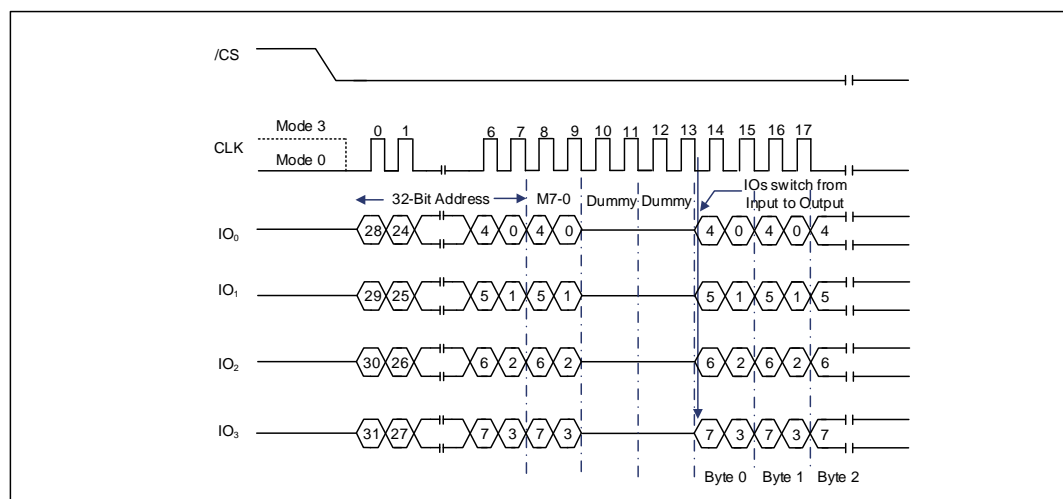 /CS
Mode 3
0 1 6 7 8 9 10 11 12 13 14 15 16 17
CLK
Mode 0
32-Bit Address M7-0 Dummy Dummy
IOs switch from
Input to Output
IO0 28 24 4 0 4 0 4 0 4 0 4
IO1 29 25 5 1 5 1 5 1 5 1 5
IO2 30 26 6 2 6 2 6 2 6 2 6
IO3 31 27 7 3 7 3 7 3 7 3 7
Byte 0 Byte 1 Byte 2